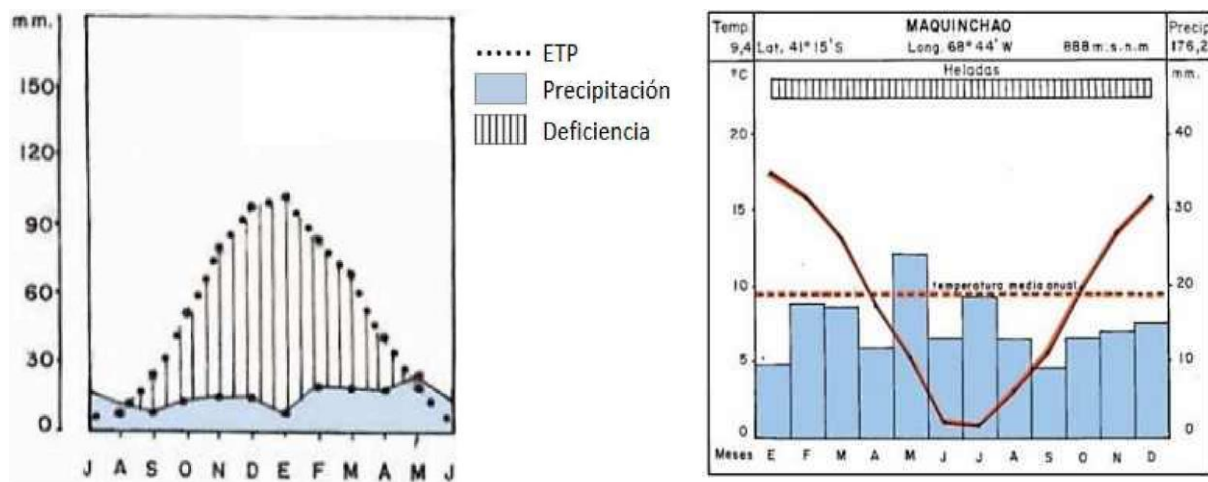 mm.
150
120
90
60
30
0
J A S O N D E F M A M J
ETP
Precipitación
Deficiencia
Temp. MAQUINCHAO Precip
9,4 Lat. 41° 15' S Long. 68° 44' W 888 m.s.n.m 176,2
°C Heladas mm.
20 40
15 30
temperatura media anual
10 20
5 10
0 0
Meses E F M A M J J A S O N D